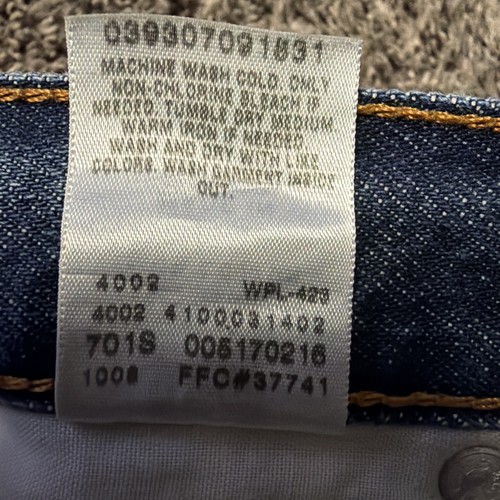 039307091831
MACHINE WASH COLD. ONLY
NON-CHLORINE BLEACH IF
NEEDED. TUMBLE DRY MEDIUM.
WARM IRON IF NEEDED.
WASH AND DRY WITH LIKE
COLORS. WASH GARMENT INSIDE
OUT.
4002 WPL-423
4002 4100031402
701S 005170216
1008 FFC#37741